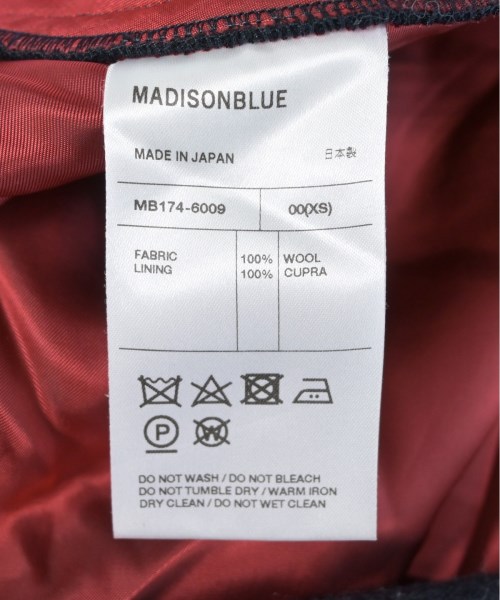 MADISONBLUE
MADE IN JAPAN 日本製
MB174-6009 00(XS)
FABRIC 100% WOOL
LINING 100% CUPRA
P W
DO NOT WASH / DO NOT BLEACH
DO NOT TUMBLE DRY / WARM IRON
DRY CLEAN / DO NOT WET CLEAN